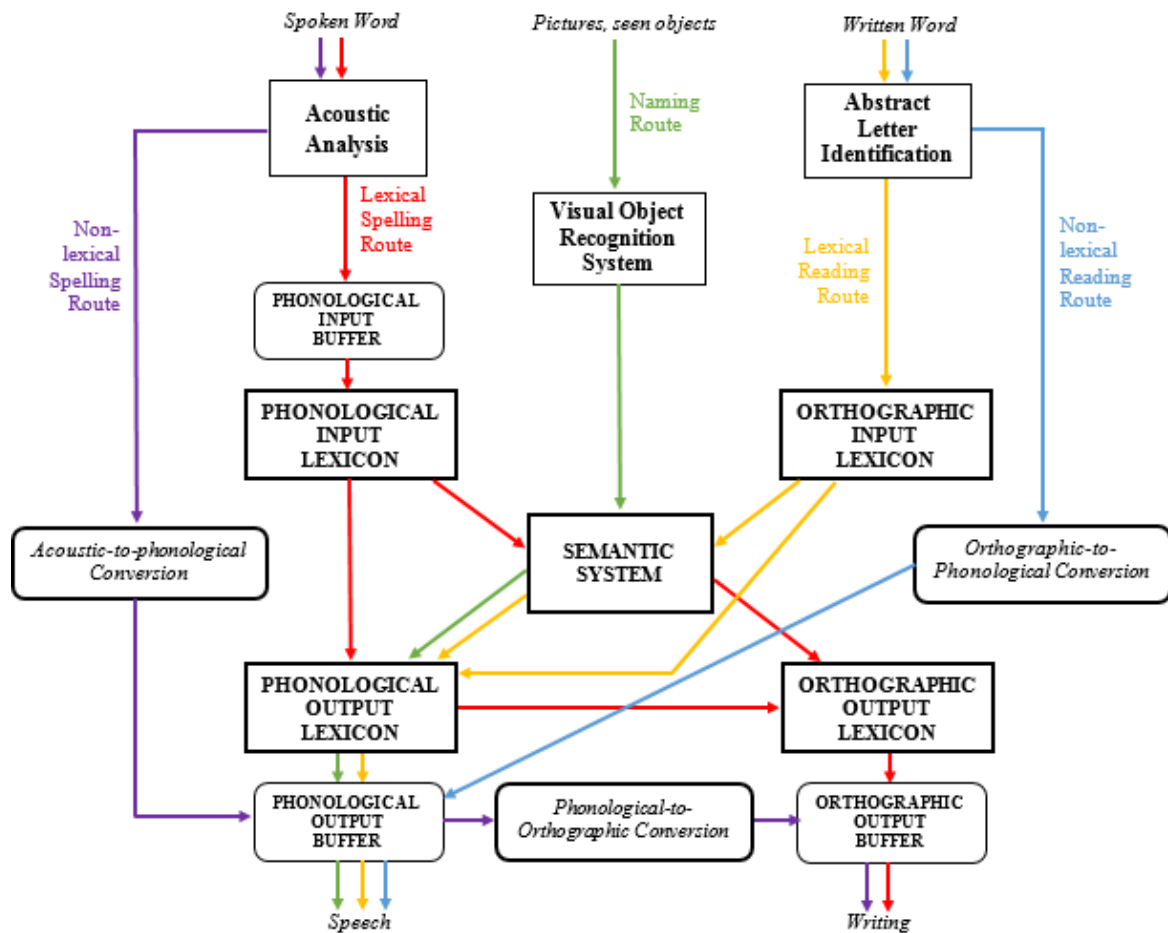 Spoken Word
Pictures, seen objects
Written Word
Acoustic
Analysis
Naming
Route
Abstract
Letter
Identification
Non-
lexical
Spelling
Route
Lexical
Spelling
Route
Visual Object
Recognition
System
Lexical
Reading
Route
Non-
lexical
Reading
Route
PHONOLOGICAL
INPUT
BUFFER
PHONOLOGICAL
INPUT
LEXICON
ORTHOGRAPHIC
INPUT
LEXICON
Acoustic-to-phonological
Conversion
SEMANTIC
SYSTEM
Orthographic-to-
Phonological Conversion
PHONOLOGICAL
OUTPUT
LEXICON
ORTHOGRAPHIC
OUTPUT
LEXICON
PHONOLOGICAL
OUTPUT
BUFFER
Phonological-to-
Orthographic Conversion
ORTHOGRAPHIC
OUTPUT
BUFFER
Speech
Writing